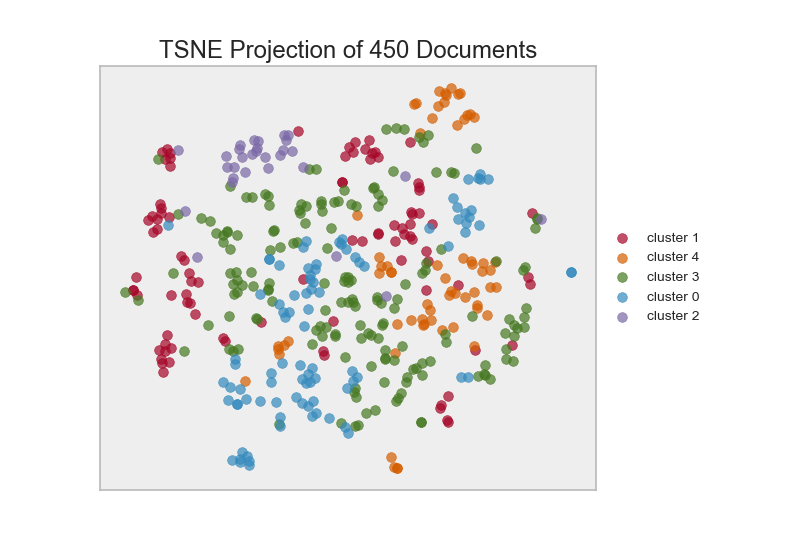 TSNE Projection of 450 Documents
cluster 1
cluster 4
cluster 3
cluster 0
cluster 2